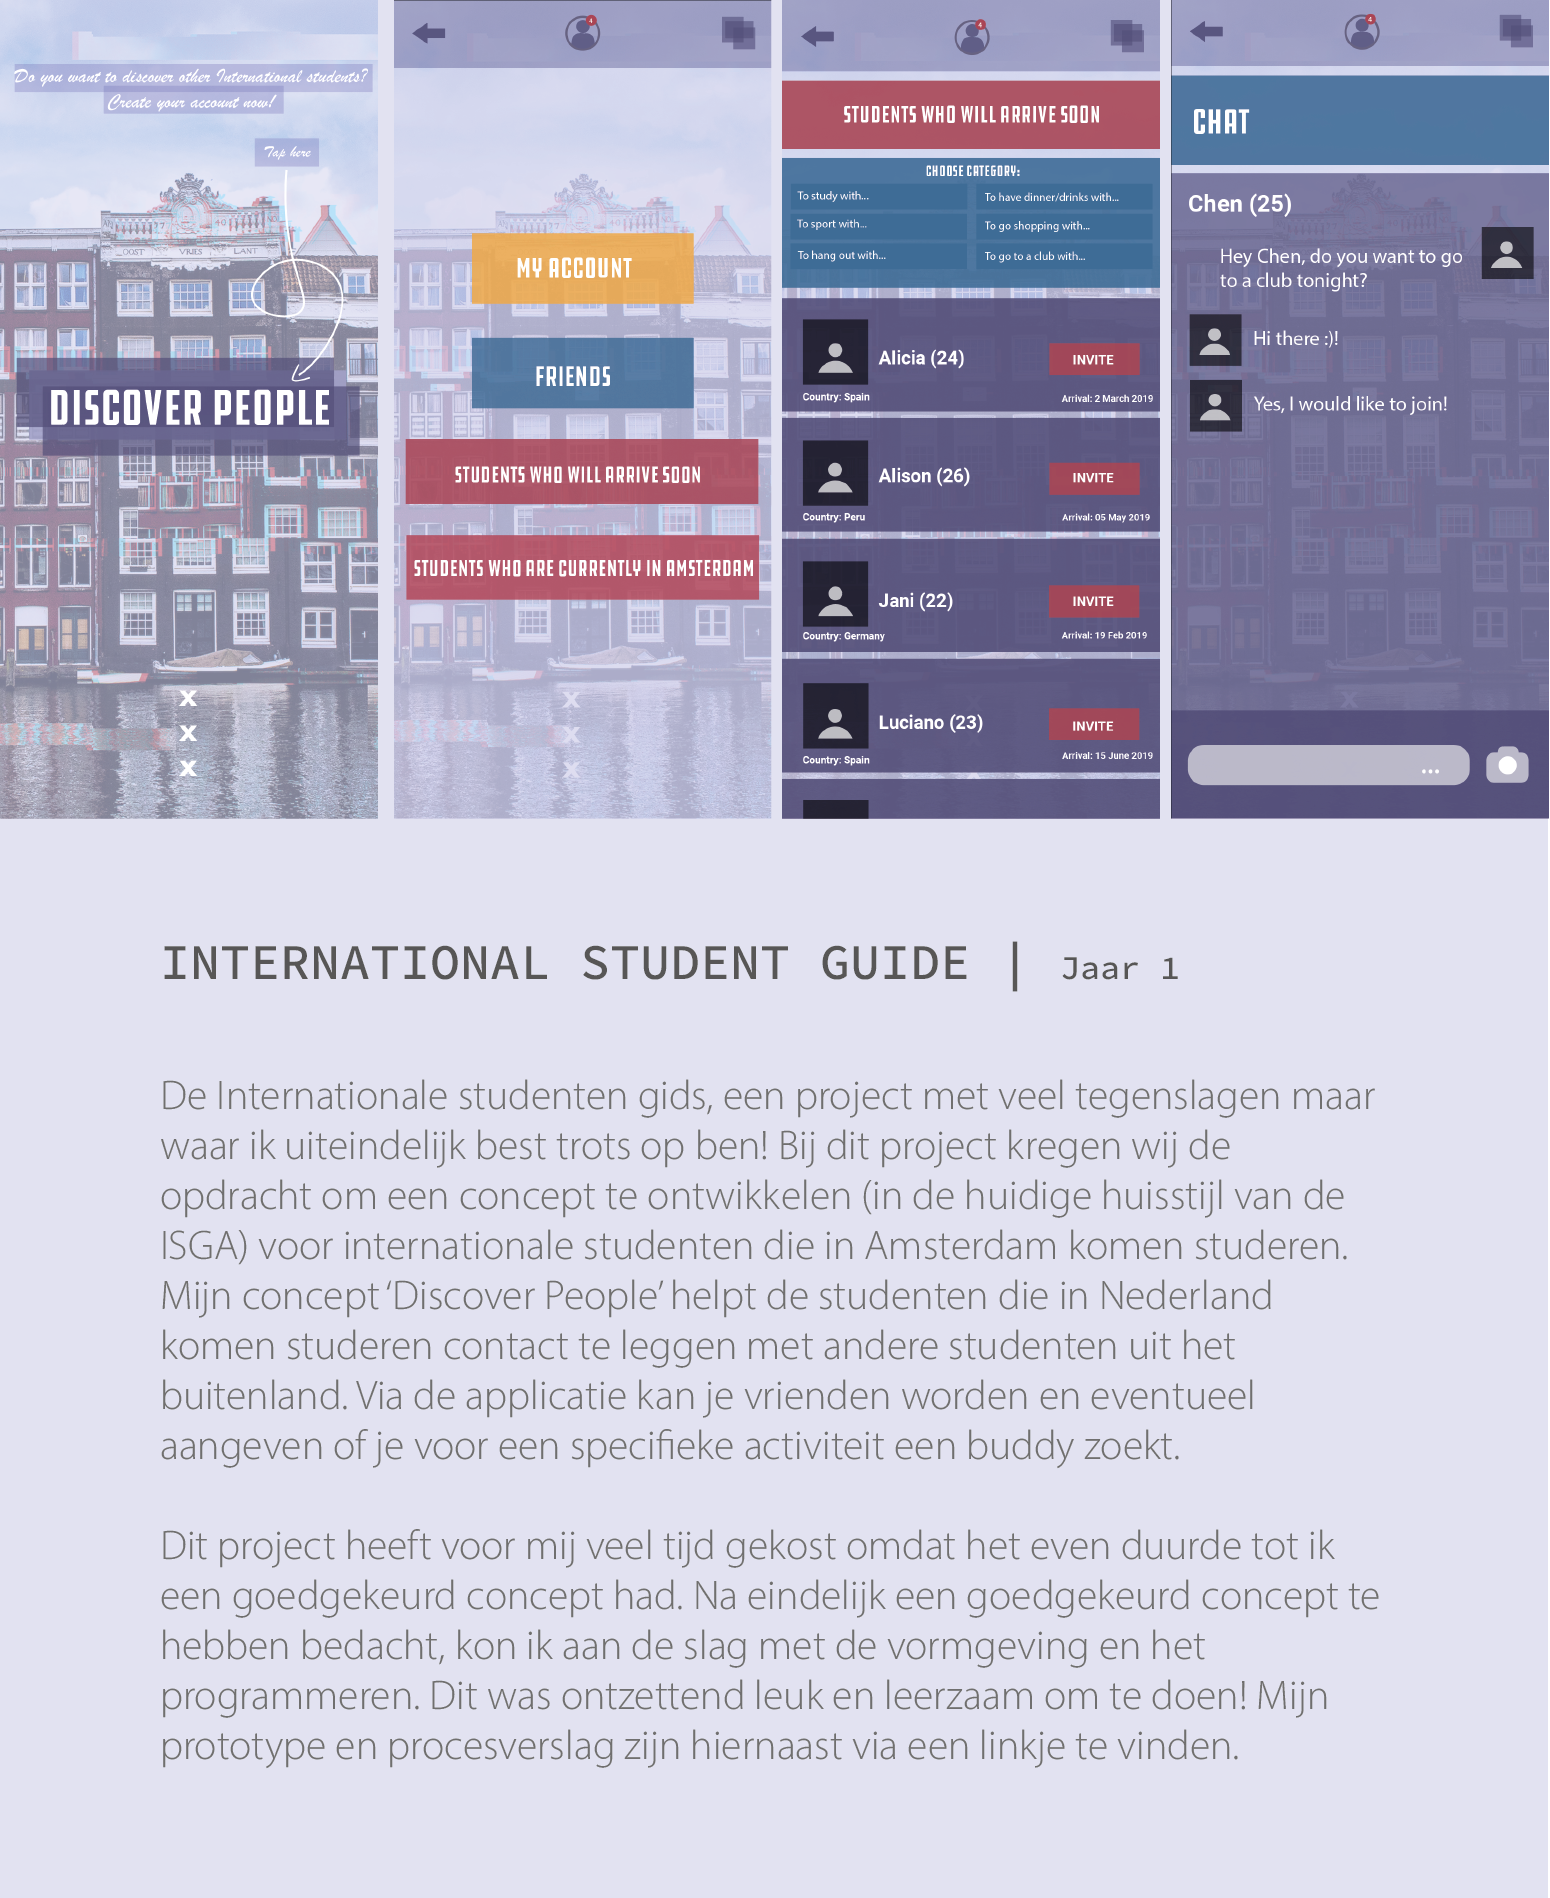 Do you want to discover other International students?
Create your account now!
Tap here
OOST VRIES LANT
DISCOVER PEOPLE
X
X
X
4
MY ACCOUNT
FRIENDS
STUDENTS WHO WILL ARRIVE SOON
STUDENTS WHO ARE CURRENTLY IN AMSTERDAM
X
X
X
4
STUDENTS WHO WILL ARRIVE SOON
CHOOSE CATEGORY:
To study with...
To have dinner/drinks with...
To sport with...
To go shopping with...
To hang out with...
To go to a club with...
Alicia (24)
INVITE
Country: Spain
Arrival: 2 March 2019
Alison (26)
INVITE
Country: Peru
Arrival: 05 May 2019
Jani (22)
INVITE
Country: Germany
Arrival: 19 Feb 2019
Luciano (23)
INVITE
Country: Spain
Arrival: 15 June 2019
4
CHAT
Chen (25)
Hey Chen, do you want to go
to a club tonight?
Hi there :)!
Yes, I would like to join!
...
INTERNATIONAL STUDENT GUIDE | Jaar 1
De Internationale studenten gids, een project met veel tegenslagen maar
waar ik uiteindelijk best trots op ben! Bij dit project kregen wij de
opdracht om een concept te ontwikkelen (in de huidige huisstijl van de
ISGA) voor internationale studenten die in Amsterdam komen studeren.
Mijn concept ‘Discover People’ helpt de studenten die in Nederland
komen studeren contact te leggen met andere studenten uit het
buitenland. Via de applicatie kan je vrienden worden en eventueel
aangeven of je voor een specifieke activiteit een buddy zoekt.
Dit project heeft voor mij veel tijd gekost omdat het even duurde tot ik
een goedgekeurd concept had. Na eindelijk een goedgekeurd concept te
hebben bedacht, kon ik aan de slag met de vormgeving en het
programmeren. Dit was ontzettend leuk en leerzaam om te doen! Mijn
prototype en procesverslag zijn hiernaast via een linkje te vinden.